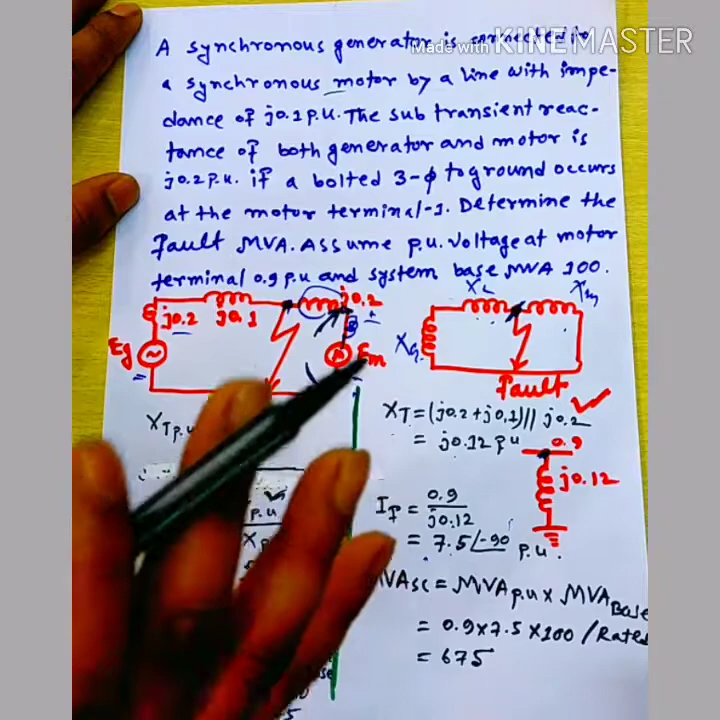 Made with KINEMASTER
A synchronous generator is connected to
a synchronous motor by a line with impe-
dance of j0.1 P.U. The sub transient reac-
tance of both generator and motor is
j0.2 P.U. if a bolted 3-φ to ground occurs
at the motor terminal-1. Determine the
fault MVA. Assume p.u. voltage at motor
terminal 0.9 p.u and system base MVA 100.
j0.2 j0.1 j0.2
Eg Em
XL Xm
Xg
Fault
XT p.u
XT = (j0.2+j0.1) || j0.2
= j0.12 pu
0.9
j0.12
If = 0.9
j0.12
= 7.5∠-90 p.u.
p.u
MVAsc = MVAp.u × MVABase
= 0.9×7.5×100 /Rated
= 675